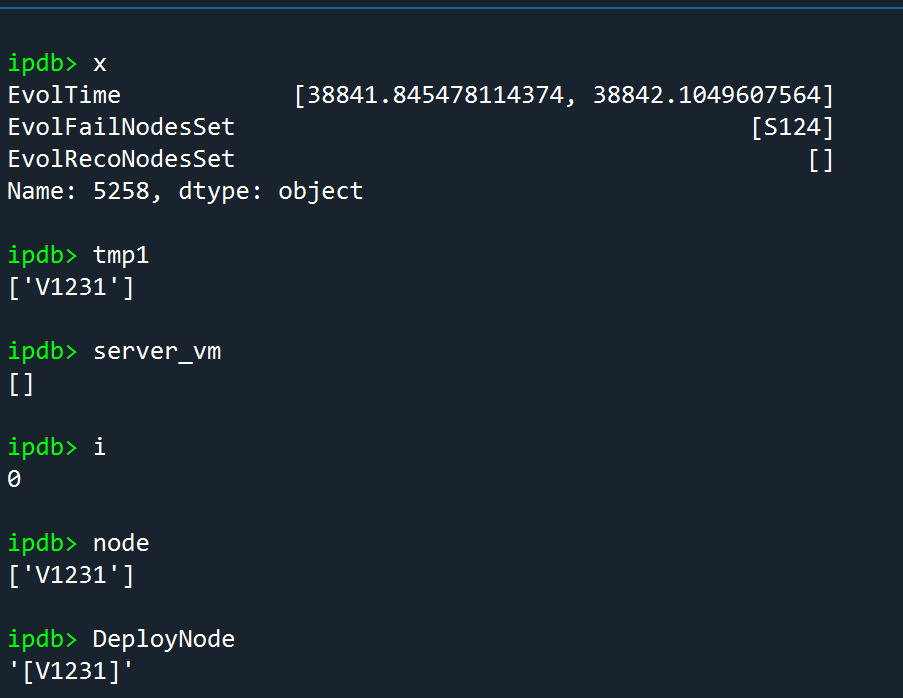 ipdb> x
EvolTime [38841.845478114374, 38842.1049607564]
EvolFailNodesSet [S124]
EvolRecoNodesSet []
Name: 5258, dtype: object
ipdb> tmp1
['V1231']
ipdb> server_vm
[]
ipdb> i
0
ipdb> node
['V1231']
ipdb> DeployNode
'[V1231]'